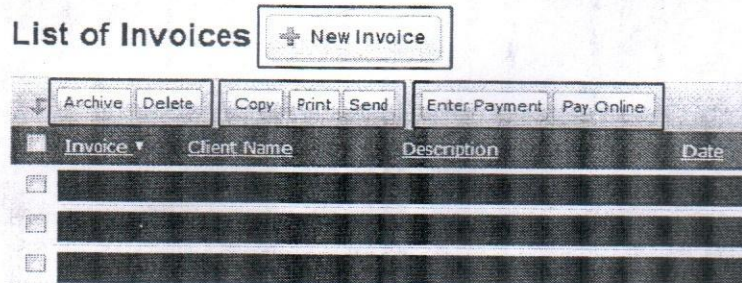 List of Invoices + New Invoice
Archive Delete Copy Print Send Enter Payment Pay Online
Invoice ▼ Client Name Description Date